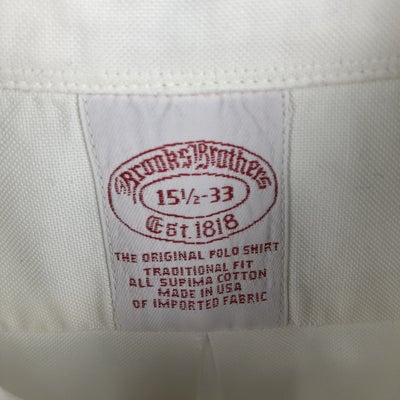 Brooks Brothers
15½-33
Est. 1818
THE ORIGINAL POLO SHIRT
TRADITIONAL FIT
ALL SUPIMA COTTON
MADE IN USA
OF IMPORTED FABRIC